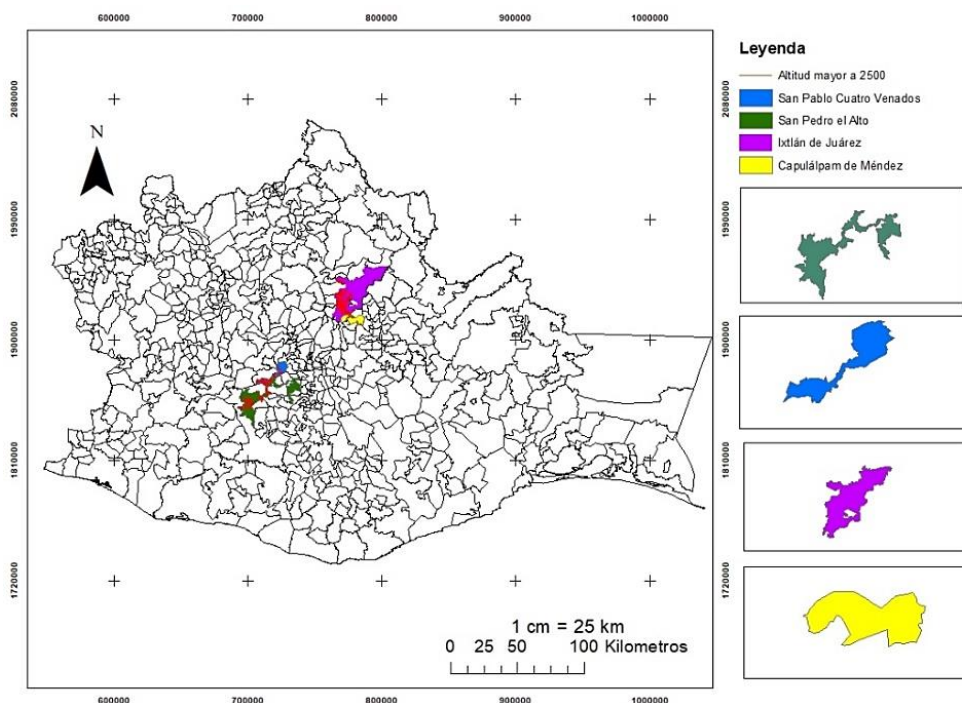 600000 700000 800000 900000 1000000
2080000
1990000
1900000
1810000
1720000
N
1 cm = 25 km
0 25 50 100 Kilometros
600000 700000 800000 900000 1000000
2080000
1990000
1900000
1810000
1720000
Leyenda
Altitud mayor a 2500
San Pablo Cuatro Venados
San Pedro el Alto
Ixtlán de Juárez
Capulálpam de Méndez